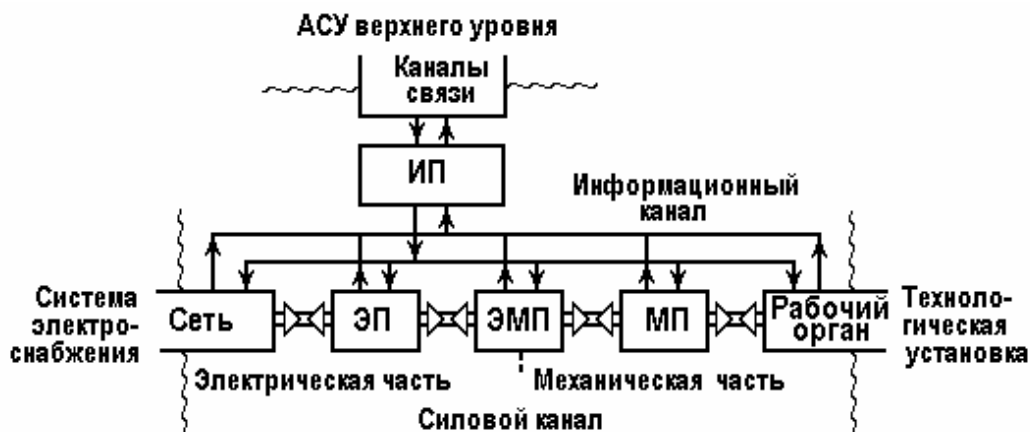 АСУ верхнего уровня
Каналы
связи
ИП
Информационный
канал
Система
электро-
снабжения
Сеть
ЭП
ЭМП
МП
Рабочий
орган
Техноло-
гическая
установка
Электрическая часть
Механическая часть
Силовой канал